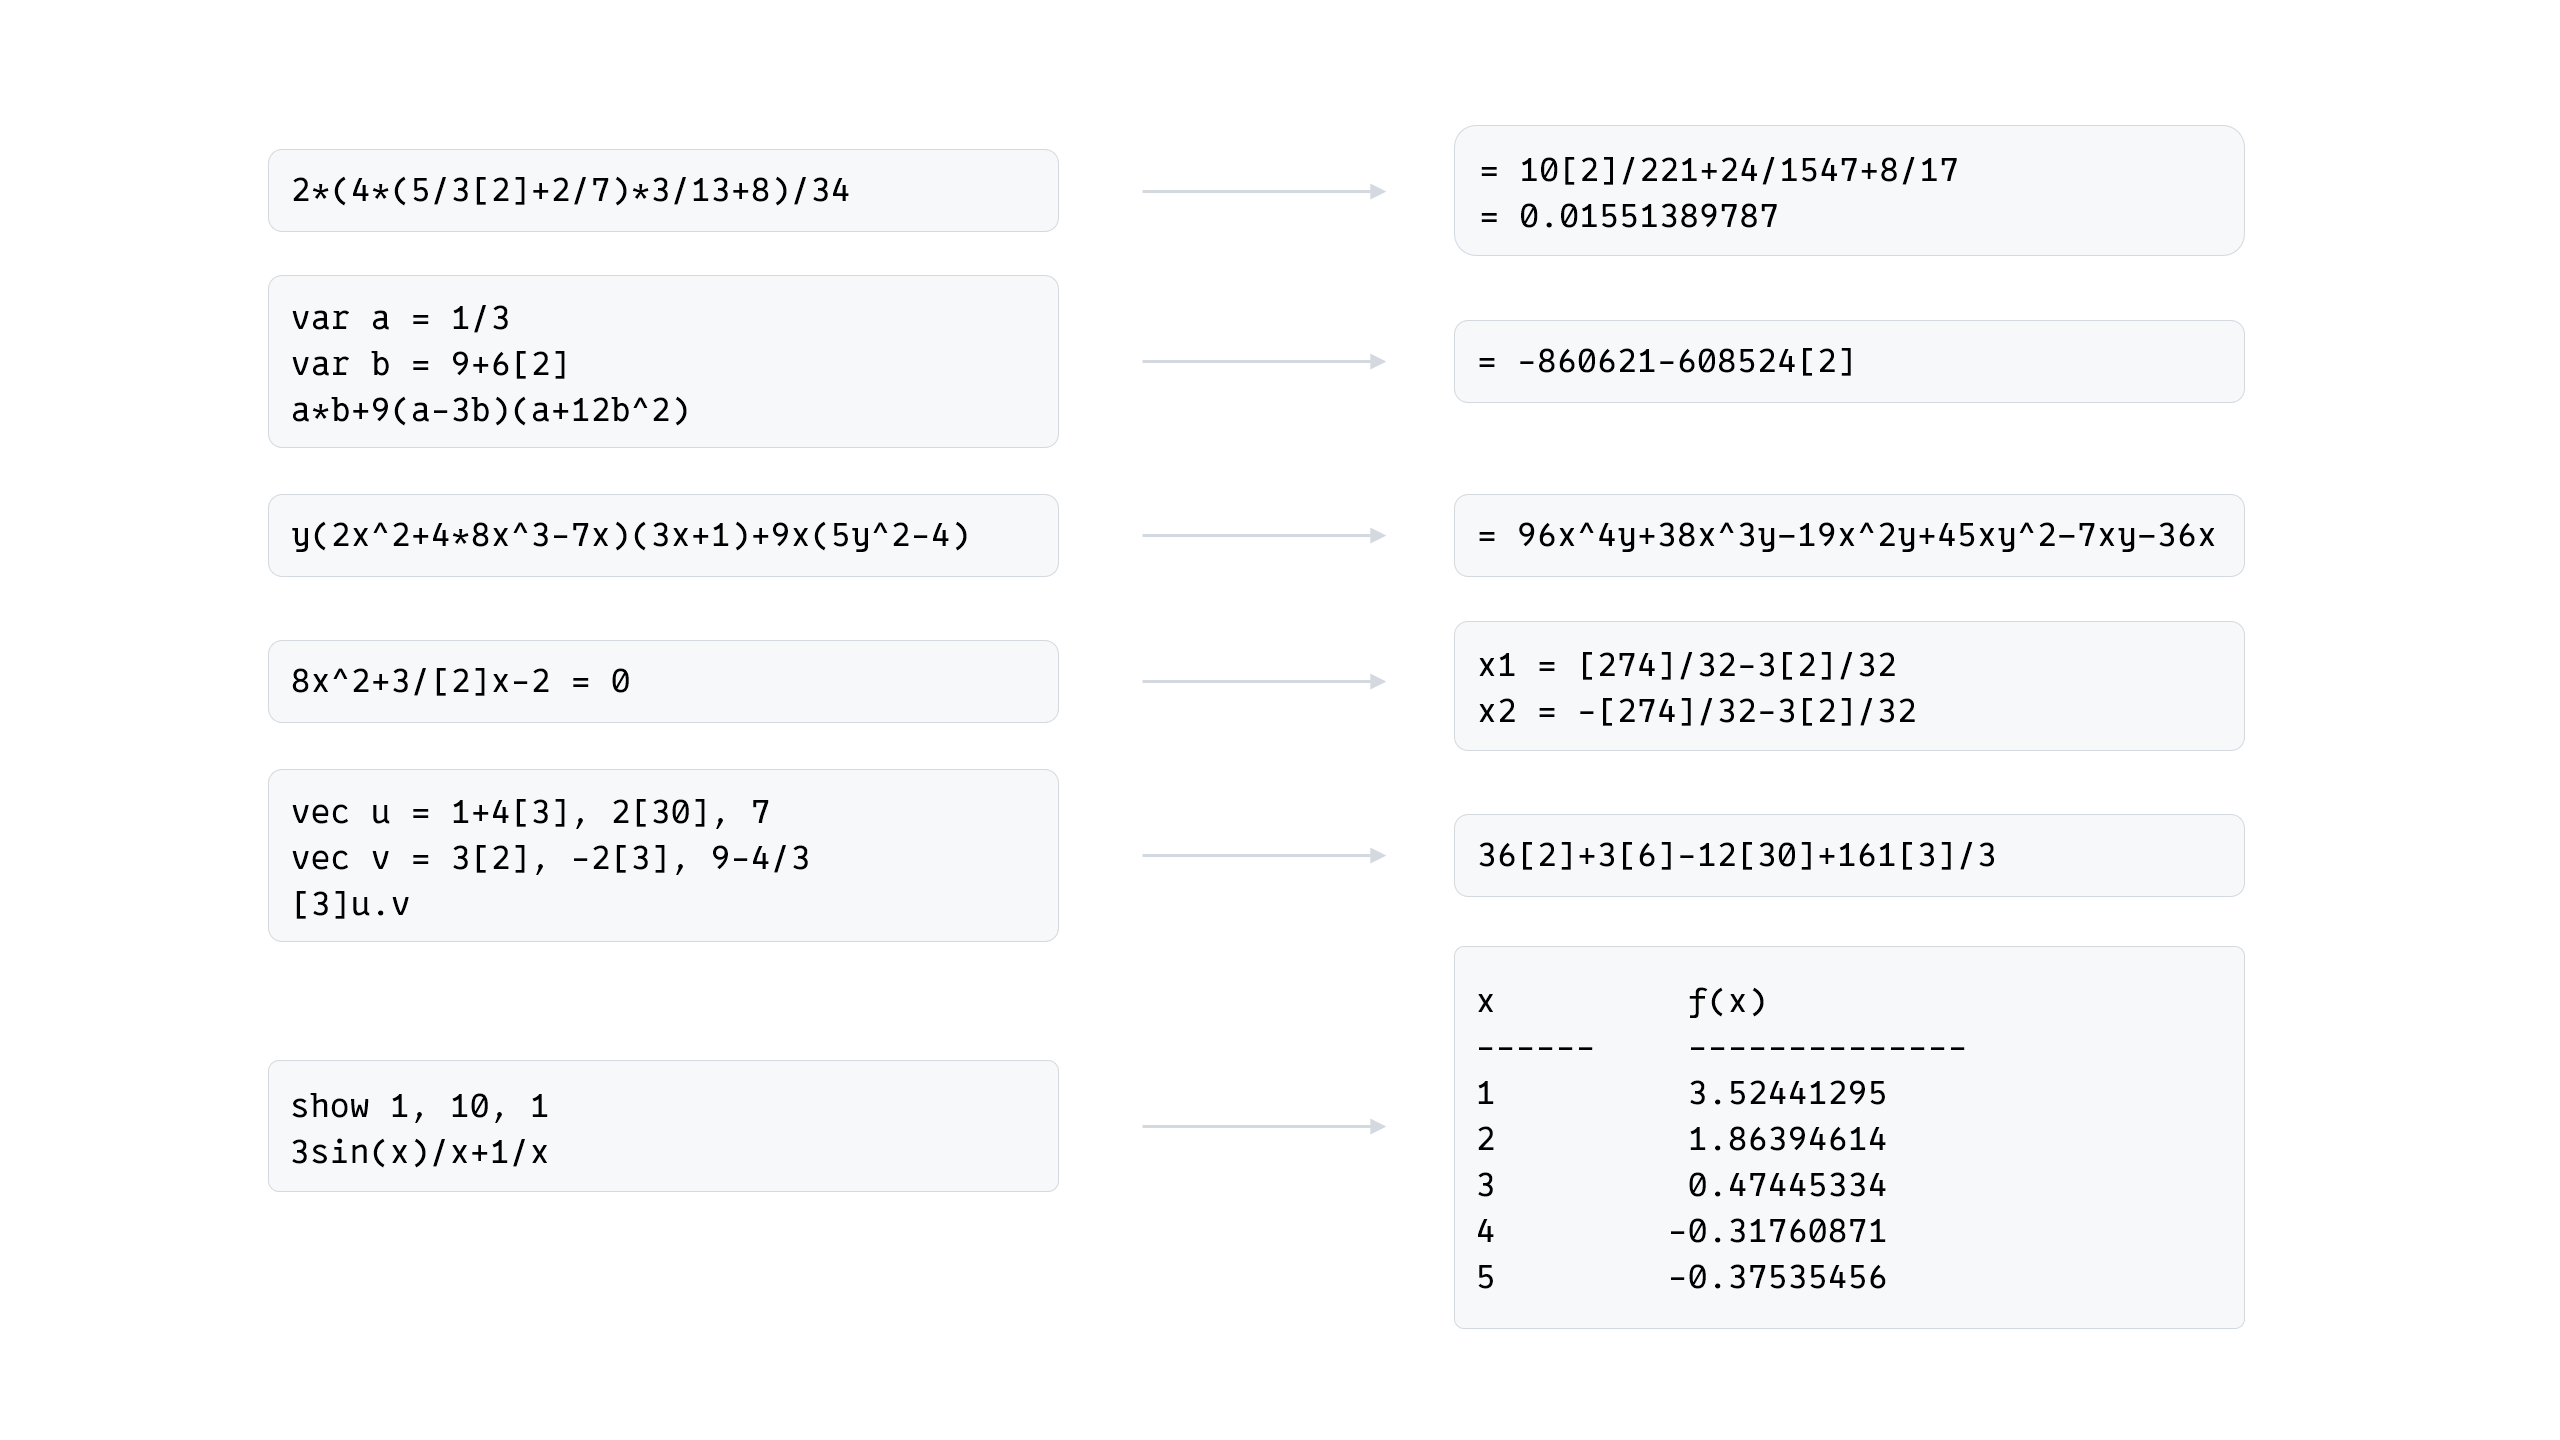 2*(4*(5/3[2]+2/7)*3/13+8)/34
= 10[2]/221+24/1547+8/17
= 0.01551389787
var a = 1/3
var b = 9+6[2]
a*b+9(a-3b)(a+12b^2)
= -860621-608524[2]
y(2x^2+4*8x^3-7x)(3x+1)+9x(5y^2-4)
= 96x^4y+38x^3y-19x^2y+45xy^2-7xy-36x
8x^2+3/[2]x-2 = 0
x1 = [274]/32-3[2]/32
x2 = -[274]/32-3[2]/32
vec u = 1+4[3], 2[30], 7
vec v = 3[2], -2[3], 9-4/3
[3]u.v
36[2]+3[6]-12[30]+161[3]/3
show 1, 10, 1
3sin(x)/x+1/x
x f(x)
------ --------------
1 3.52441295
2 1.86394614
3 0.47445334
4 -0.31760871
5 -0.37535456